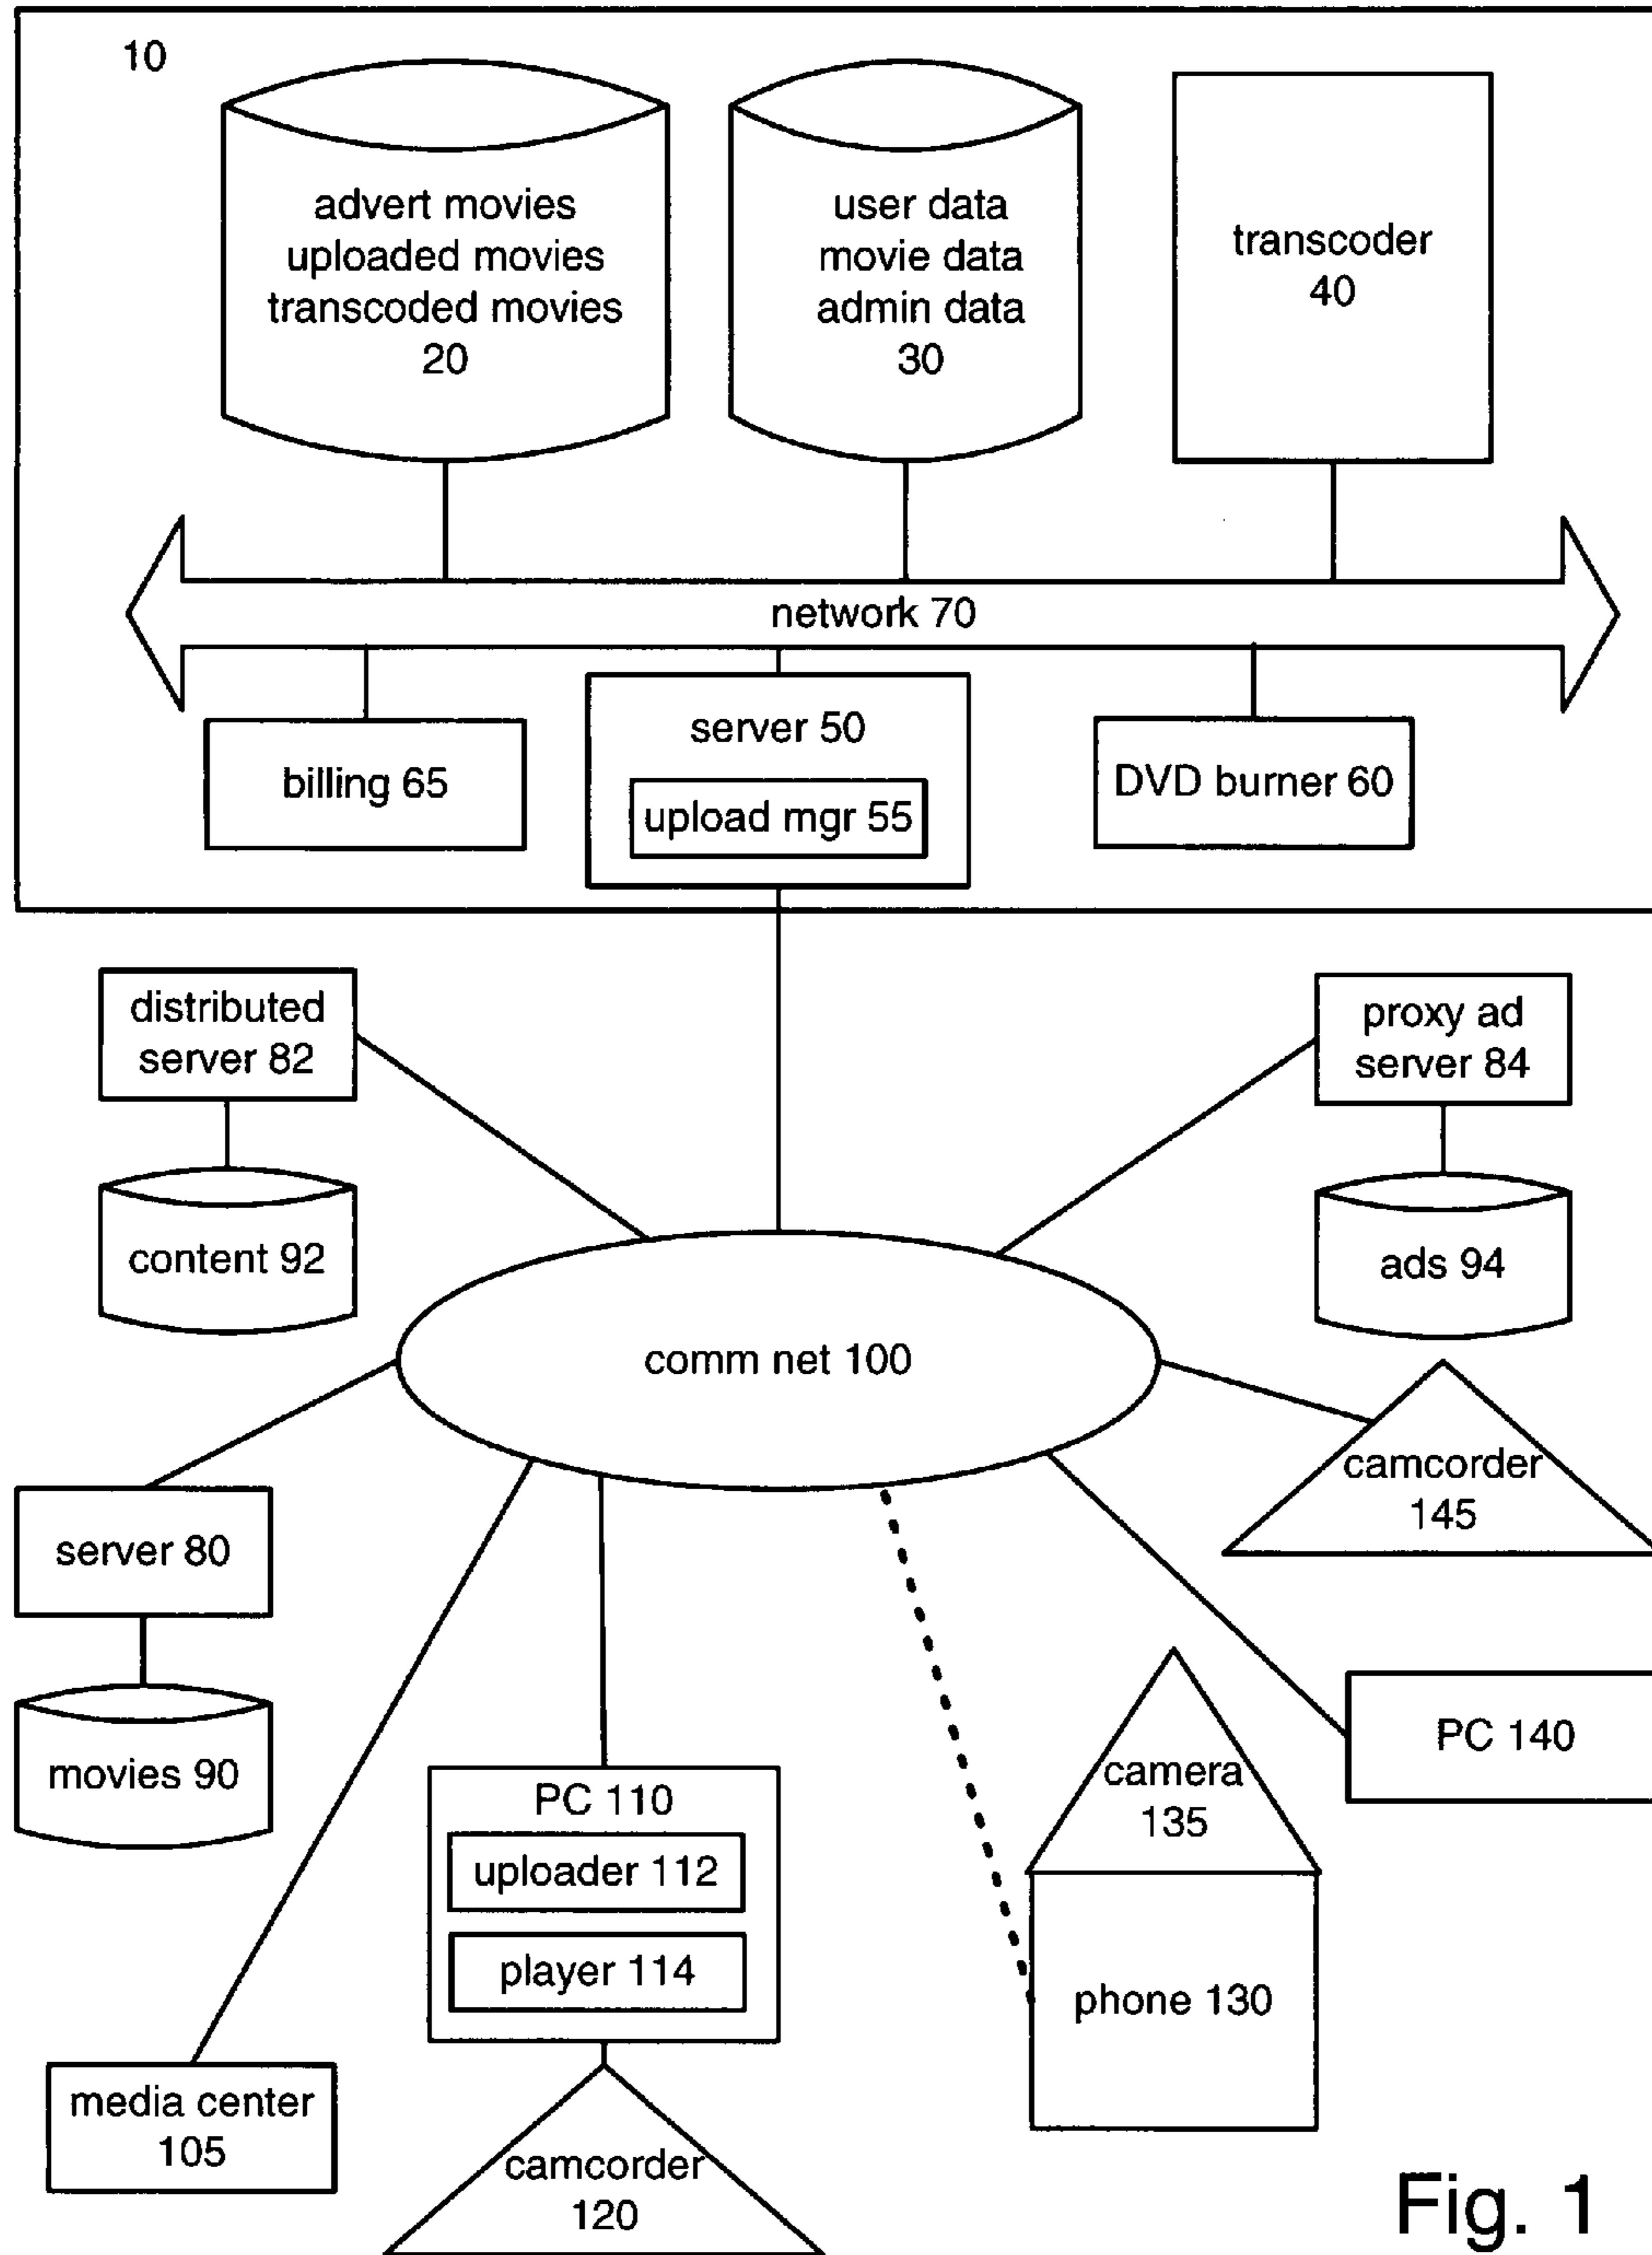 10
advert movies
uploaded movies
transcoded movies
20
user data
movie data
admin data
30
transcoder
40
network 70
billing 65
server 50
upload mgr 55
DVD burner 60
distributed
server 82
content 92
proxy ad
server 84
ads 94
comm net 100
camcorder
145
server 80
movies 90
PC 140
camera
135
phone 130
PC 110
uploader 112
player 114
media center
105
camcorder
120
Fig. 1